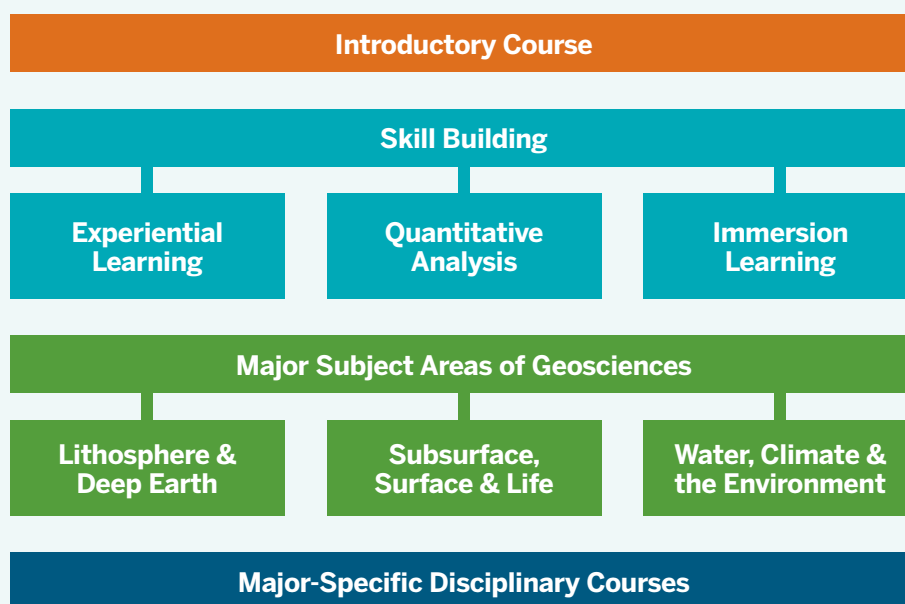 Introductory Course
Skill Building
Experiential
Learning
Quantitative
Analysis
Immersion
Learning
Major Subject Areas of Geosciences
Lithosphere &
Deep Earth
Subsurface,
Surface & Life
Water, Climate &
the Environment
Major-Specific Disciplinary Courses